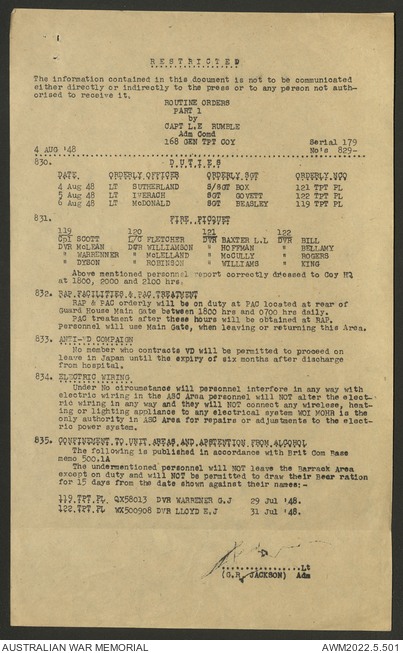 RESTRICTED
The information contained in this document is not to be communicated
either directly or indirectly to the press or to any person not auth-
orised to receive it.
ROUTINE ORDERS
PART 1
by
CAPT L.E RUMBLE
Adm Comd
168 GEN TPT COY Serial 179
4 AUG '48 No's 829-
830. DUTIES
DATE ORDERLY OFFICER ORDERLY SGT ORDERLY NCO
4 Aug 48 LT SUTHERLAND S/SGT BOX 121 TPT PL
5 Aug 48 LT IVERACH SGT GOVETT 122 TPT PL
6 Aug 48 LT McDONALD SGT BEASLEY 119 TPT PL
831. FIRE PICQUET
119 120 121 122
Cpl SCOTT L/C FLETCHER DVR BAXTER L.L DVR BILL
DVR McLEAN DVR WILLIAMSON " HOFFMAN " BELLAMY
" WARRENNER " McLELLAND " McCULLY " ROGERS
" DYSON " ROBINSON " WILLIAMS " KING
Above mentioned personnel report correctly dressed to Coy HQ
at 1800, 2000 and 2100 hrs.
832. RAP FACILITIES & PAC TREATMENT
RAP & PAC orderly will be on duty at PAC located at rear of
Guard House Main Gate between 1800 hrs and 0700 hrs daily.
PAC treatment after these hours will be obtained at RAP.
Personnel will use Main Gate, when leaving or returning this Area.
833. ANTI-VD COMPAIGN
No member who contracts VD will be permitted to proceed on
leave in Japan until the expiry of six months after discharge
from hospital.
834. ELECTRIC WIRING
Under No circumstance will personnel interfore in any way with
electric wiring in the ASC Area personnel will NOT alter the elect-
ric wiring in any way and they will NOT connect any wireless, heat-
ing or lighting appliance to any electrical system WOI MOHR is the
only authority in ASC Area for repairs or adjustments to the elect-
ric power system.
835. CONFINEMENT TO UNIT AREAS AND ABSTENTION FROM ALCOHOL
The following is published in accordance with Brit Com Base
memo 500.1A
The undermentioned personnel will NOT leave the Barrack Area
except on duty and will NOT be permitted to draw their Beer ration
for 15 days from the date shown against their names:-
119 TPT PL QX58013 DVR WARRENER G.J 29 Jul '48.
122 TPT PL WX500908 DVR LLOYD E.J 31 Jul '48.
................Lt
(G.R. JACKSON) Adm
AUSTRALIAN WAR MEMORIAL AWM2022.5.501